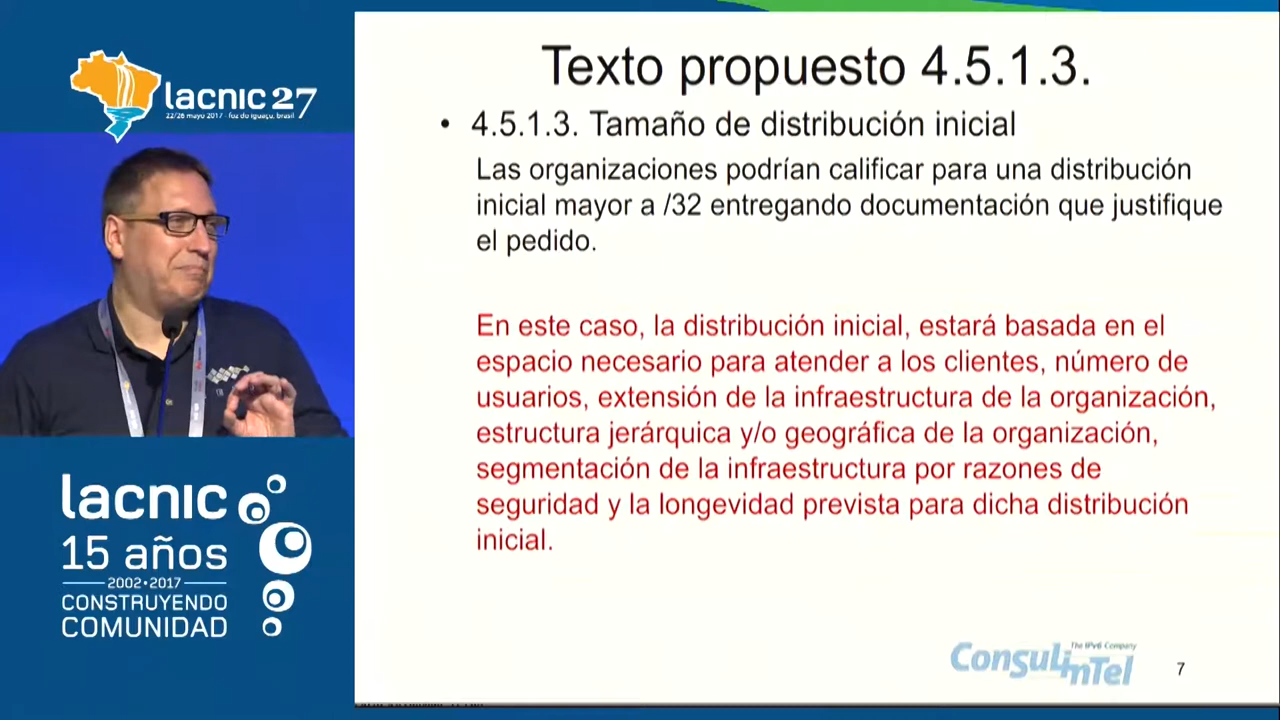 lacnic 27
22/26 mayo 2017 - foz do iguaçu, brasil
lacnic
15 años
2002•2017
CONSTRUYENDO
COMUNIDAD
Texto propuesto 4.5.1.3.
• 4.5.1.3. Tamaño de distribución inicial
Las organizaciones podrían calificar para una distribución
inicial mayor a /32 entregando documentación que justifique
el pedido.
En este caso, la distribución inicial, estará basada en el
espacio necesario para atender a los clientes, número de
usuarios, extensión de la infraestructura de la organización,
estructura jerárquica y/o geográfica de la organización,
segmentación de la infraestructura por razones de
seguridad y la longevidad prevista para dicha distribución
inicial.
The IPv6 Company
ConsulinTel
7